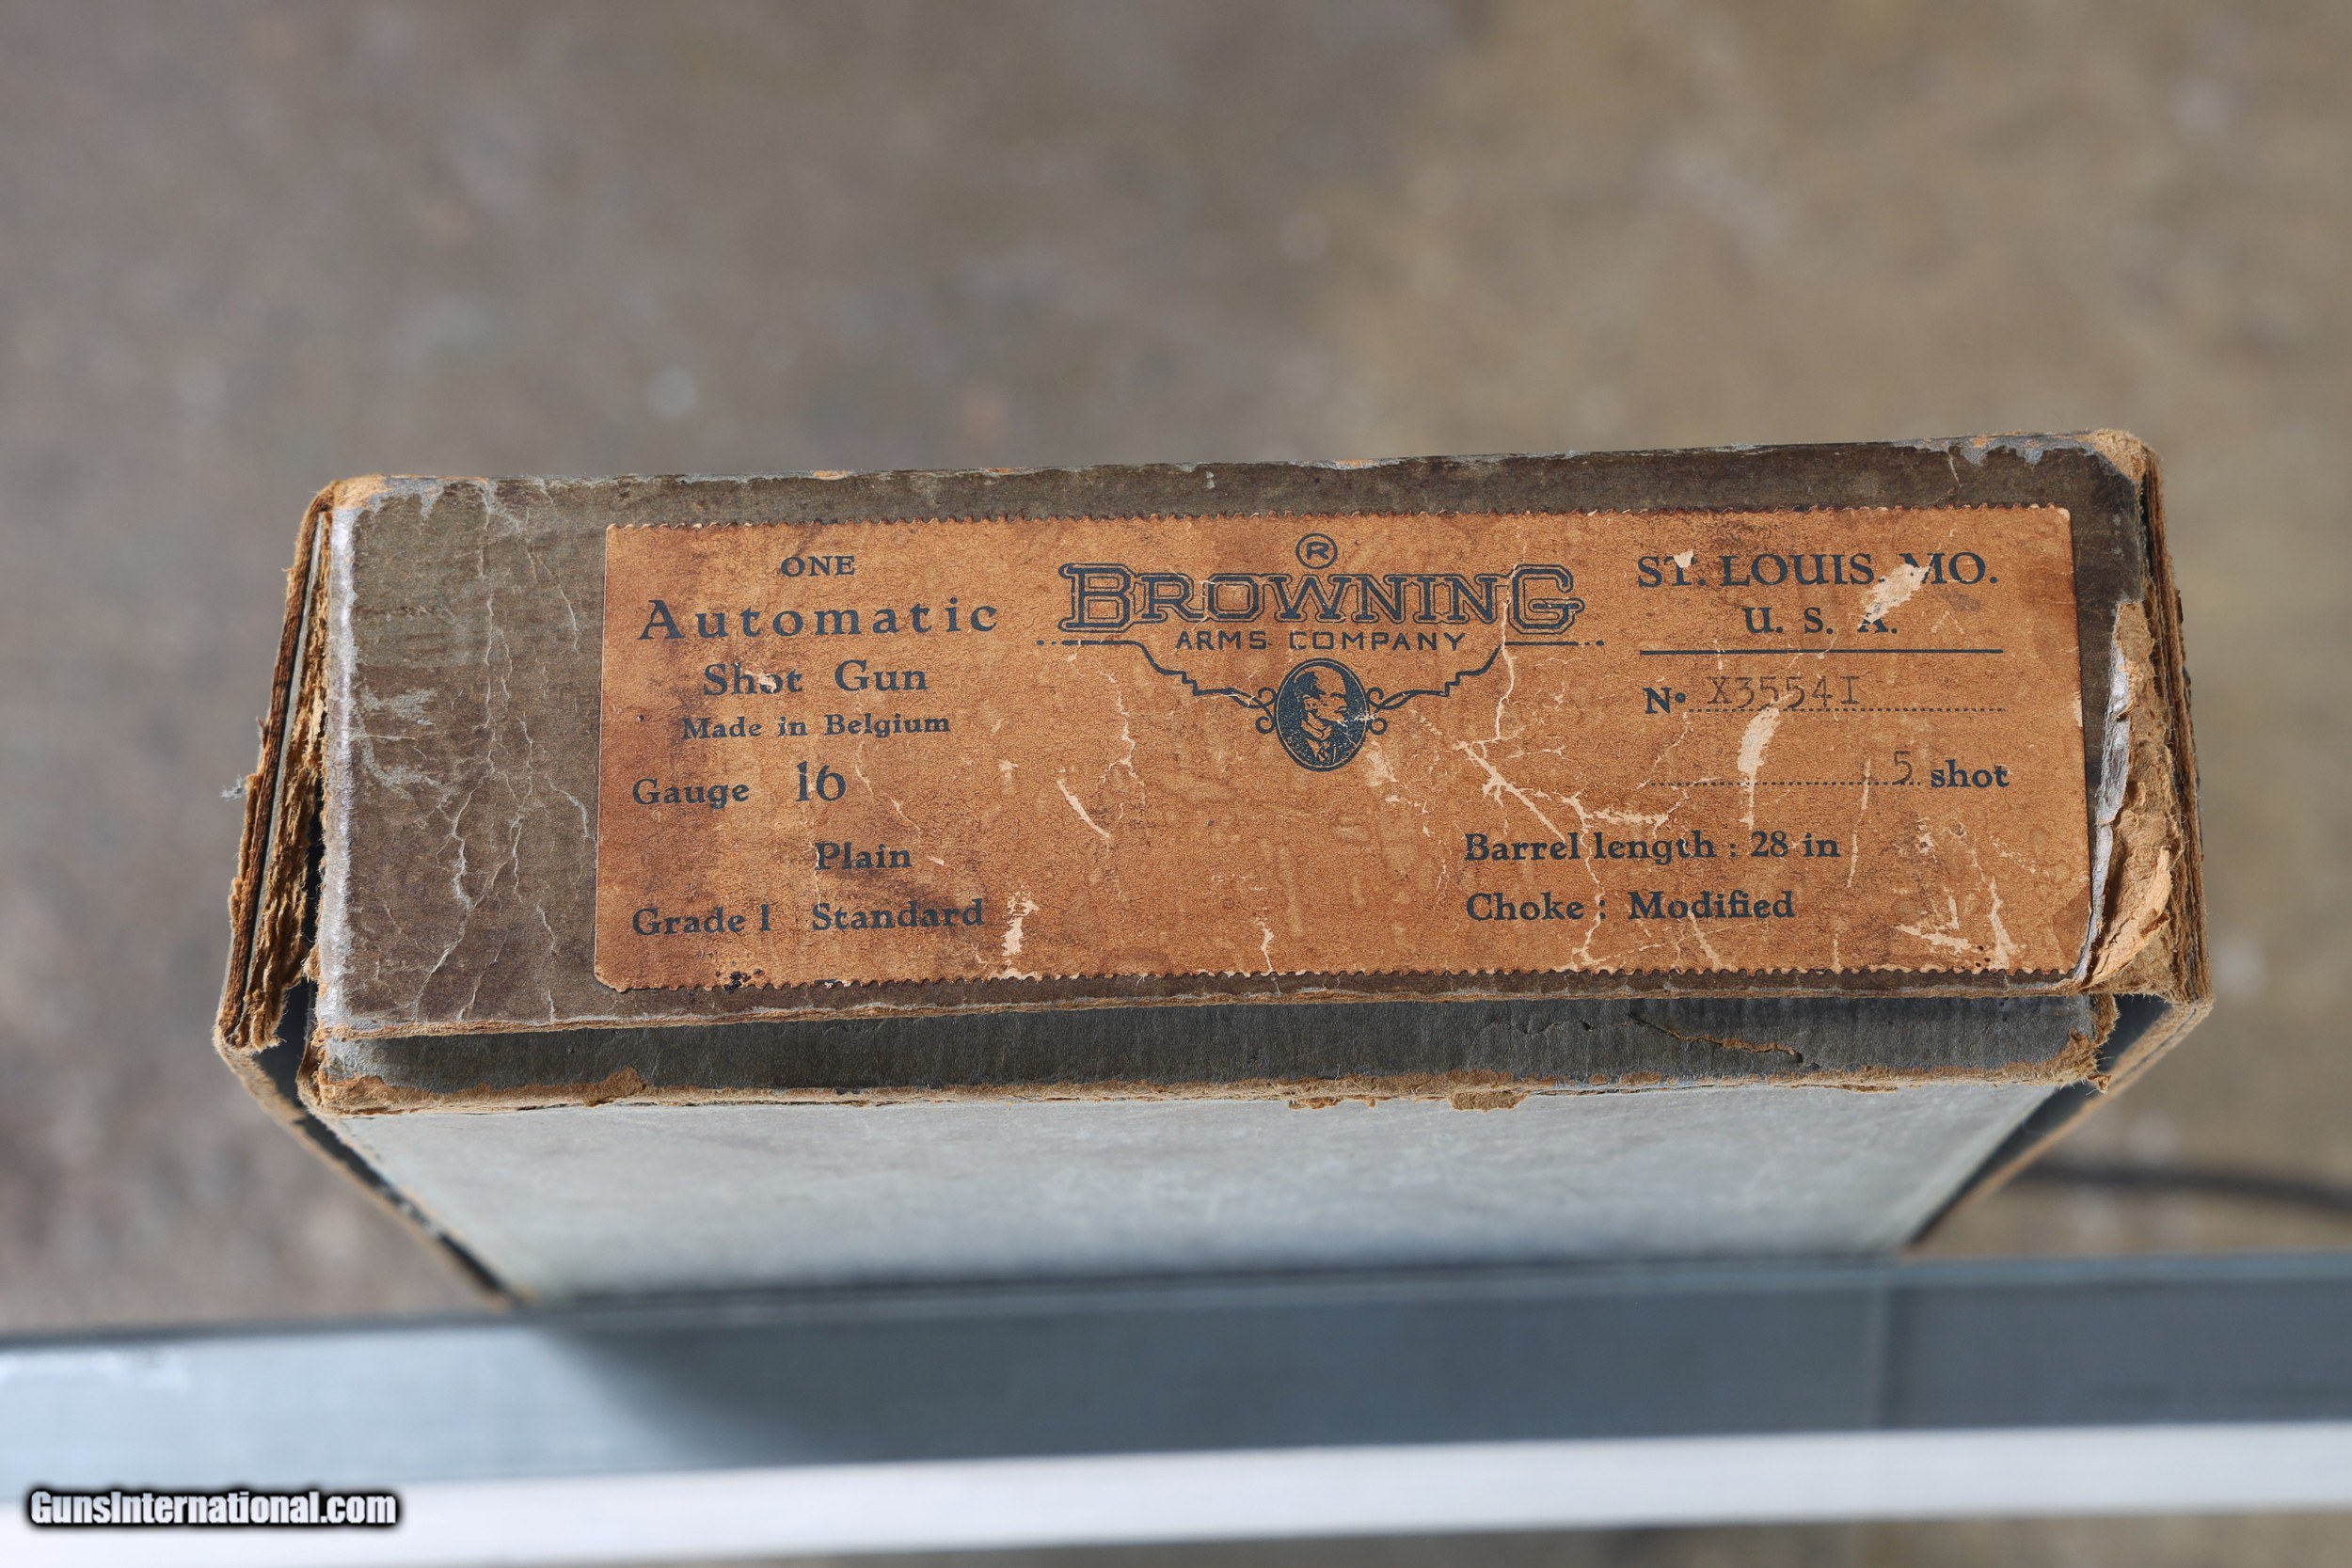 ONE
Automatic
Shot Gun
Made in Belgium
Gauge 16
Plain
Grade I Standard
®
BROWNING
ARMS COMPANY
ST. LOUIS, MO.
U. S. A.
No X35541
5 shot
Barrel length : 28 in
Choke : Modified
GunsInternational.com